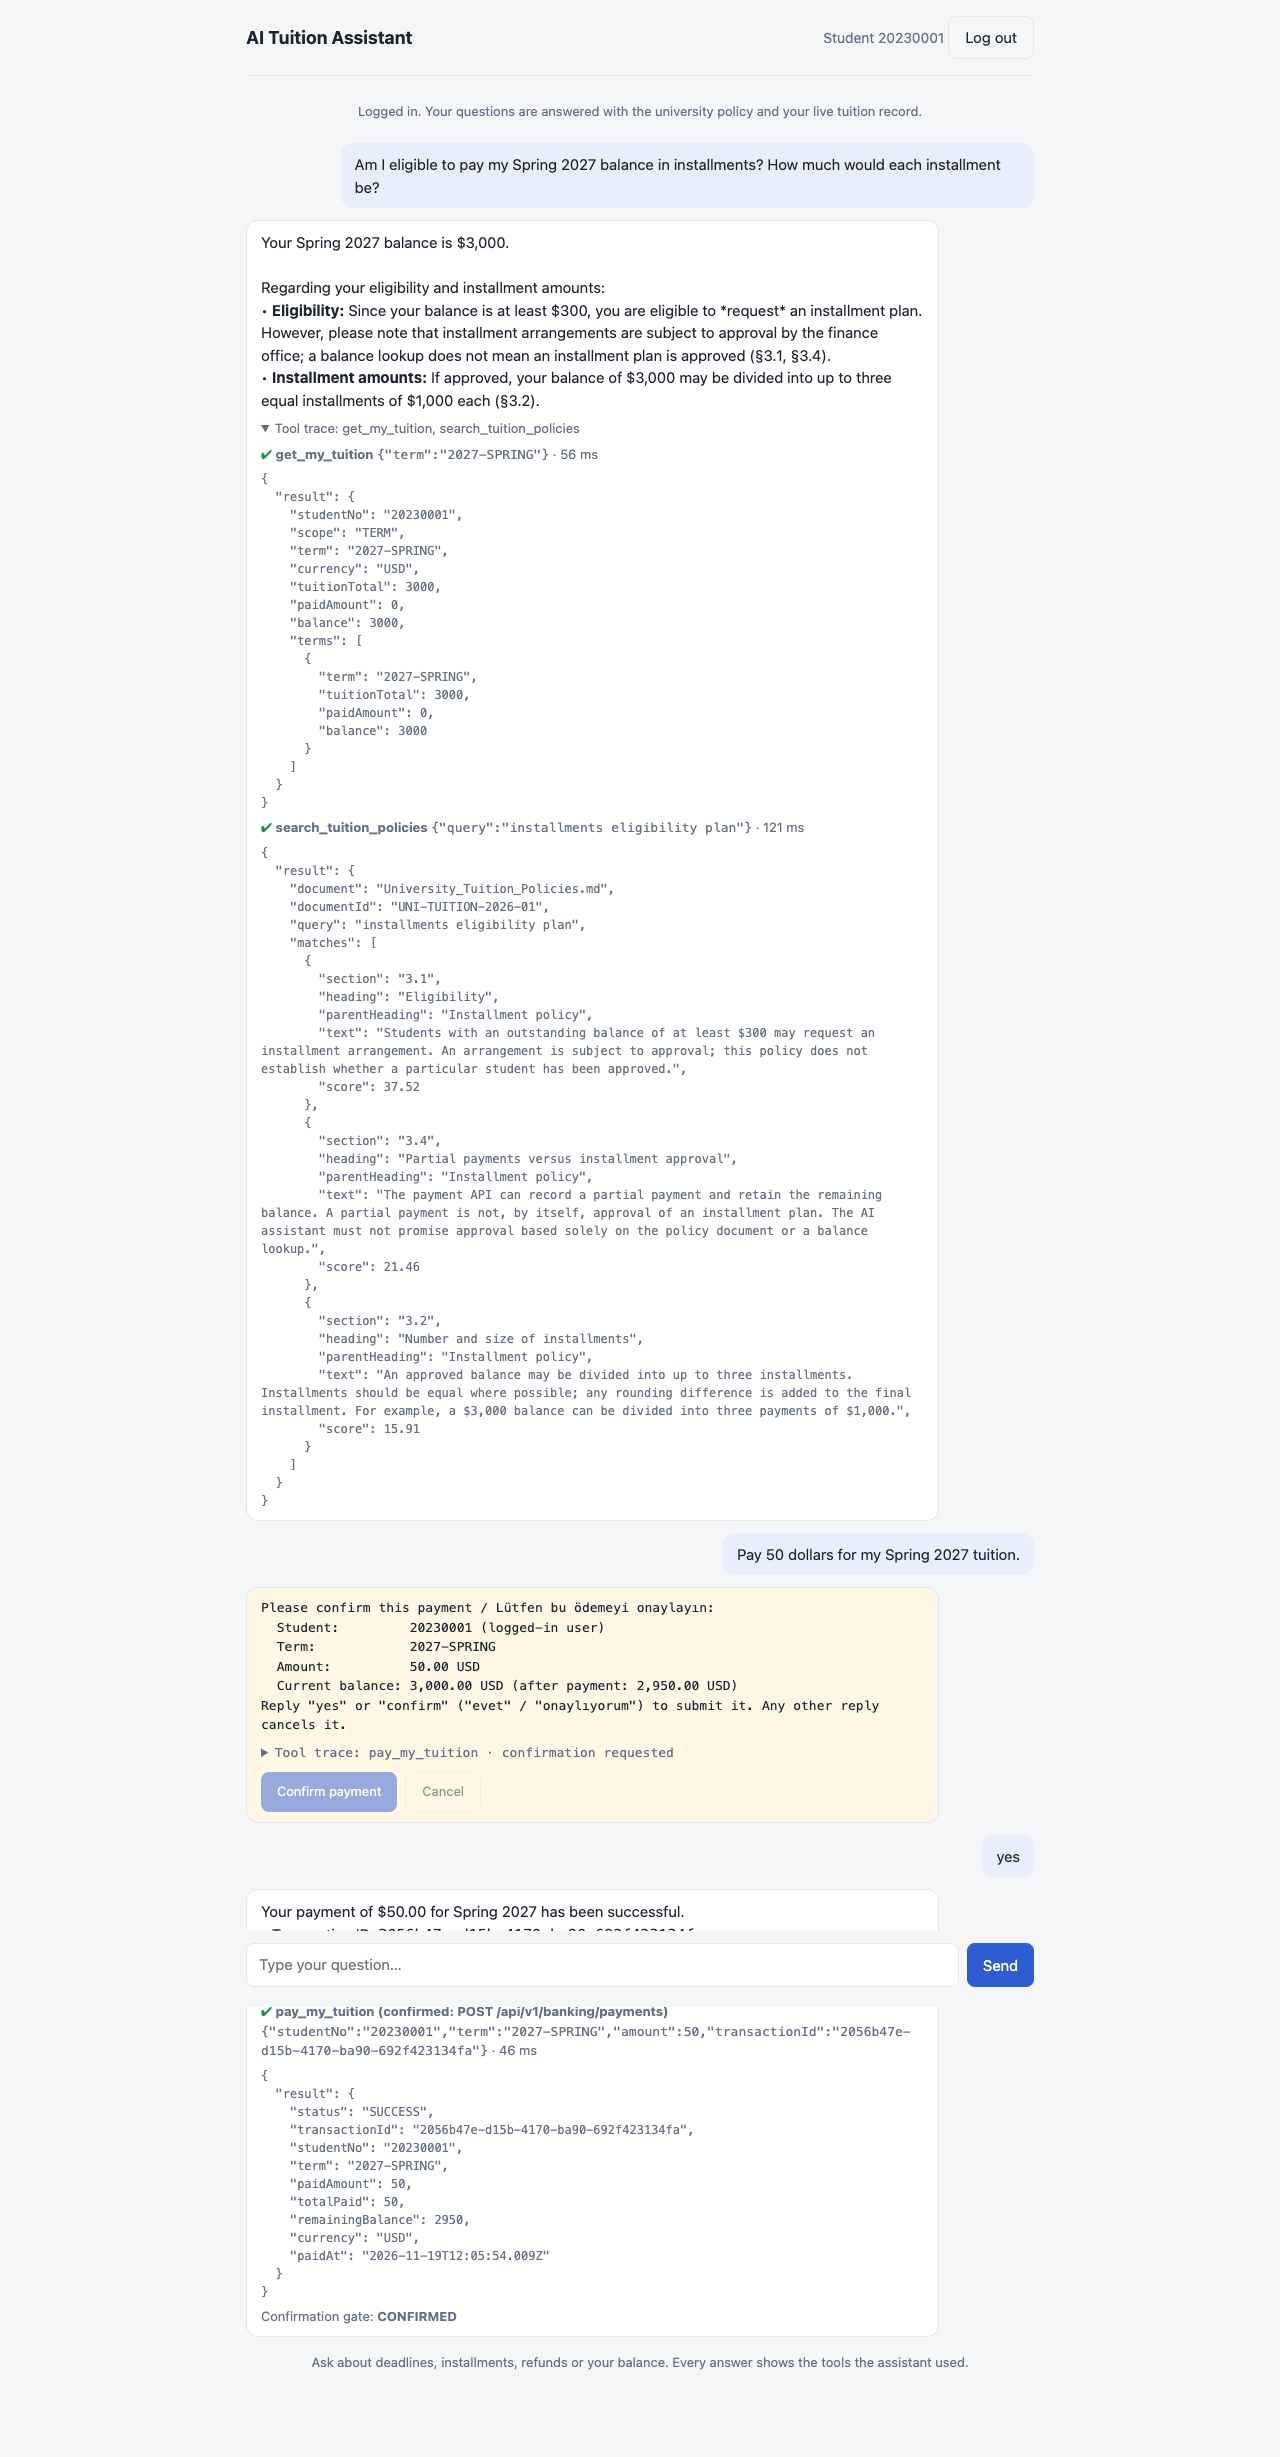 AI Tuition Assistant
Student 20230001
Log out
Logged in. Your questions are answered with the university policy and your live tuition record.
Am I eligible to pay my Spring 2027 balance in installments? How much would each installment
be?
Your Spring 2027 balance is $3,000.
Regarding your eligibility and installment amounts:
• Eligibility: Since your balance is at least $300, you are eligible to *request* an installment plan.
However, please note that installment arrangements are subject to approval by the finance
office; a balance lookup does not mean an installment plan is approved (§3.1, §3.4).
• Installment amounts: If approved, your balance of $3,000 may be divided into up to three
equal installments of $1,000 each (§3.2).
▼ Tool trace: get_my_tuition, search_tuition_policies
✔ get_my_tuition {"term":"2027-SPRING"} · 56 ms
{
"result": {
"studentNo": "20230001",
"scope": "TERM",
"term": "2027-SPRING",
"currency": "USD",
"tuitionTotal": 3000,
"paidAmount": 0,
"balance": 3000,
"terms": [
{
"term": "2027-SPRING",
"tuitionTotal": 3000,
"paidAmount": 0,
"balance": 3000
}
]
}
}
✔ search_tuition_policies {"query":"installments eligibility plan"} · 121 ms
{
"result": {
"document": "University_Tuition_Policies.md",
"documentId": "UNI-TUITION-2026-01",
"query": "installments eligibility plan",
"matches": [
{
"section": "3.1",
"heading": "Eligibility",
"parentHeading": "Installment policy",
"text": "Students with an outstanding balance of at least $300 may request an
installment arrangement. An arrangement is subject to approval; this policy does not
establish whether a particular student has been approved.",
"score": 37.52
},
{
"section": "3.4",
"heading": "Partial payments versus installment approval",
"parentHeading": "Installment policy",
"text": "The payment API can record a partial payment and retain the remaining
balance. A partial payment is not, by itself, approval of an installment plan. The AI
assistant must not promise approval based solely on the policy document or a balance
lookup.",
"score": 21.46
},
{
"section": "3.2",
"heading": "Number and size of installments",
"parentHeading": "Installment policy",
"text": "An approved balance may be divided into up to three installments.
Installments should be equal where possible; any rounding difference is added to the final
installment. For example, a $3,000 balance can be divided into three payments of $1,000.",
"score": 15.91
}
]
}
}
Pay 50 dollars for my Spring 2027 tuition.
Please confirm this payment / Lütfen bu ödemeyi onaylayın:
Student: 20230001 (logged-in user)
Term: 2027-SPRING
Amount: 50.00 USD
Current balance: 3,000.00 USD (after payment: 2,950.00 USD)
Reply "yes" or "confirm" ("evet" / "onaylıyorum") to submit it. Any other reply
cancels it.
▶ Tool trace: pay_my_tuition · confirmation requested
Confirm payment
Cancel
yes
Your payment of $50.00 for Spring 2027 has been successful.
Type your question...
Send
✔ pay_my_tuition (confirmed: POST /api/v1/banking/payments)
{"studentNo":"20230001","term":"2027-SPRING","amount":50,"transactionId":"2056b47e-
d15b-4170-ba90-692f423134fa"} · 46 ms
{
"result": {
"status": "SUCCESS",
"transactionId": "2056b47e-d15b-4170-ba90-692f423134fa",
"studentNo": "20230001",
"term": "2027-SPRING",
"paidAmount": 50,
"totalPaid": 50,
"remainingBalance": 2950,
"currency": "USD",
"paidAt": "2026-11-19T12:05:54.009Z"
}
}
Confirmation gate: CONFIRMED
Ask about deadlines, installments, refunds or your balance. Every answer shows the tools the assistant used.